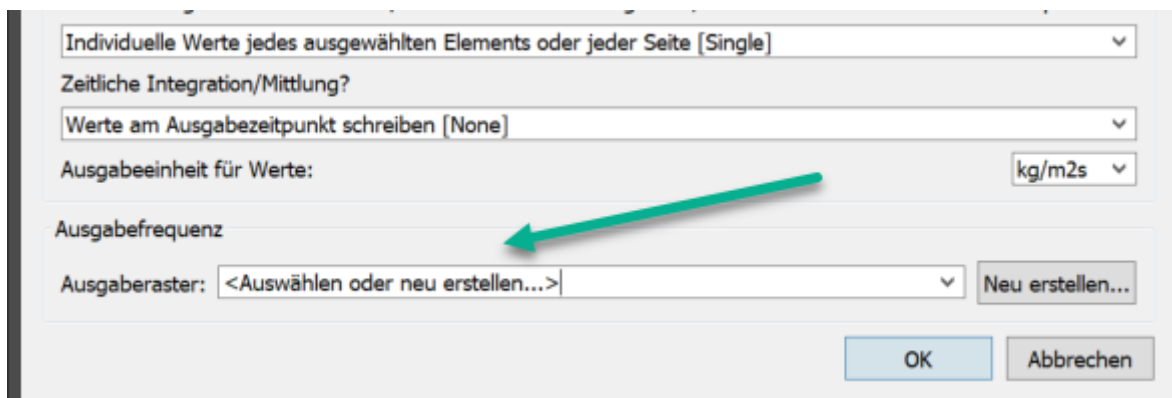 Individuelle Werte jedes ausgewählten Elements oder jeder Seite [Single]
Zeitliche Integration/Mittlung?
Werte am Ausgabezeitpunkt schreiben [None]
Ausgabeeinheit für Werte: kg/m2s
Ausgabefrequenz
Ausgaberaster: <Auswählen oder neu erstellen...> Neu erstellen...
OK Abbrechen